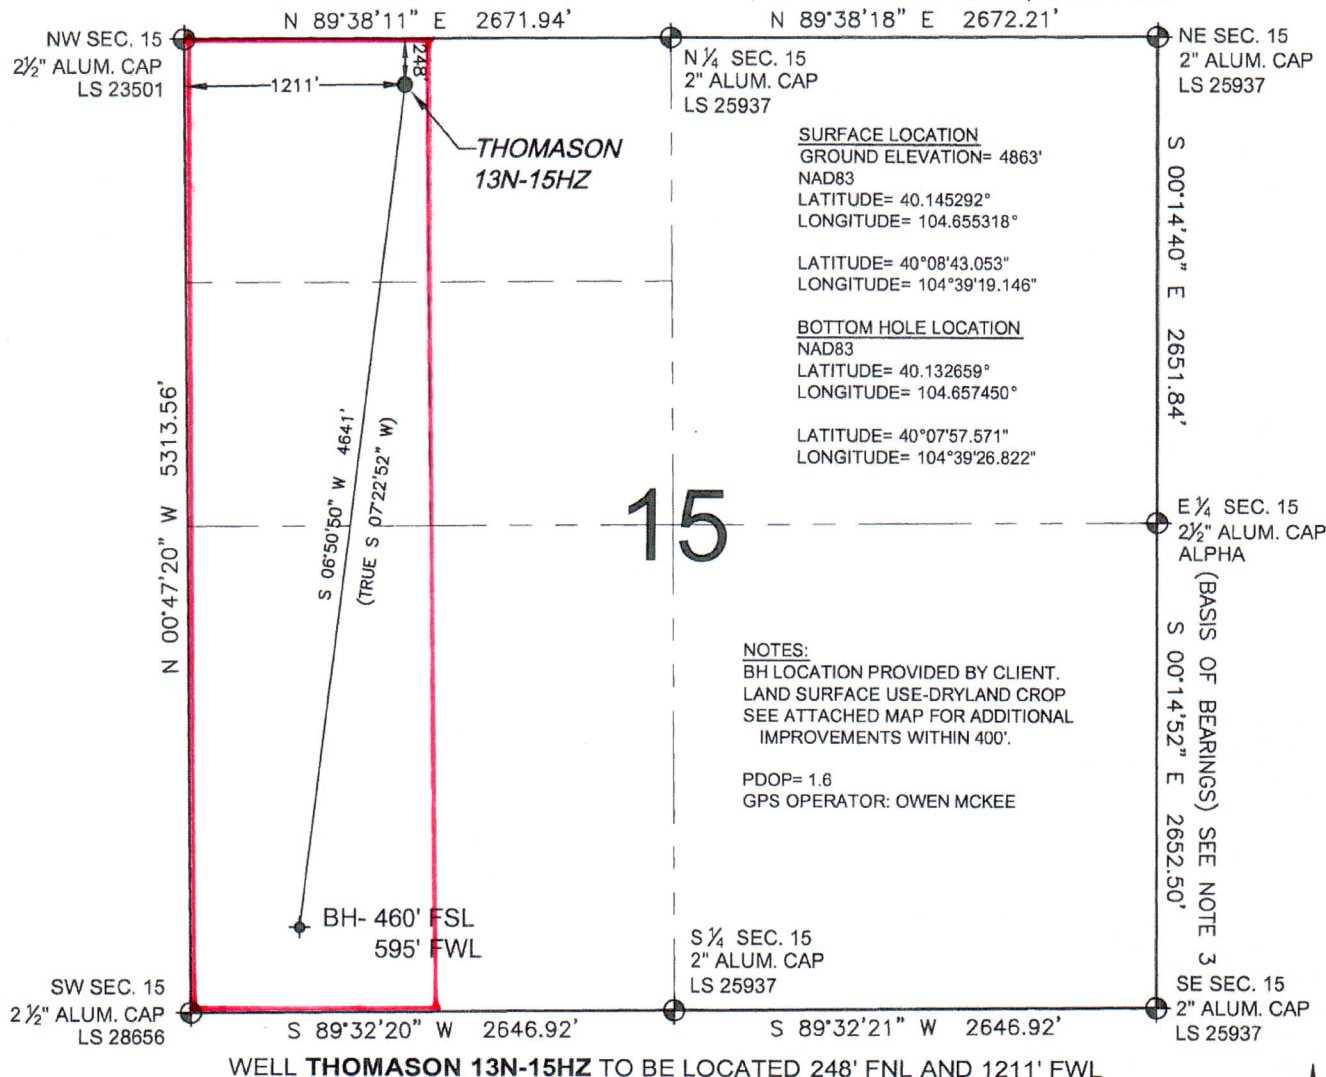 N 89°38'11" E 2671.94'
N 89°38'18" E 2672.21'
NW SEC. 15
2½" ALUM. CAP
LS 23501
1211'
248'
THOMASON
13N-15HZ
N ¼ SEC. 15
2" ALUM. CAP
LS 25937
NE SEC. 15
2" ALUM. CAP
LS 25937
SURFACE LOCATION
GROUND ELEVATION= 4863'
NAD83
LATITUDE= 40.145292°
LONGITUDE= 104.655318°
LATITUDE= 40°08'43.053"
LONGITUDE= 104°39'19.146"
BOTTOM HOLE LOCATION
NAD83
LATITUDE= 40.132659°
LONGITUDE= 104.657450°
LATITUDE= 40°07'57.571"
LONGITUDE= 104°39'26.822"
S 00°14'40" E 2651.84'
N 00°47'20" W 5313.56'
S 06°50'50" W 4641'
(TRUE S 07°22'52" W)
15
E ¼ SEC. 15
2½" ALUM. CAP
ALPHA
(BASIS OF BEARINGS) SEE NOTE 3
S 00°14'52" E 2652.50'
NOTES:
BH LOCATION PROVIDED BY CLIENT.
LAND SURFACE USE-DRYLAND CROP
SEE ATTACHED MAP FOR ADDITIONAL
IMPROVEMENTS WITHIN 400'.
PDOP= 1.6
GPS OPERATOR: OWEN MCKEE
BH- 460' FSL
595' FWL
SW SEC. 15
2 ½" ALUM. CAP
LS 28656
S ¼ SEC. 15
2" ALUM. CAP
LS 25937
SE SEC. 15
2" ALUM. CAP
LS 25937
S 89°32'20" W 2646.92'
S 89°32'21" W 2646.92'
WELL THOMASON 13N-15HZ TO BE LOCATED 248' FNL AND 1211' FWL